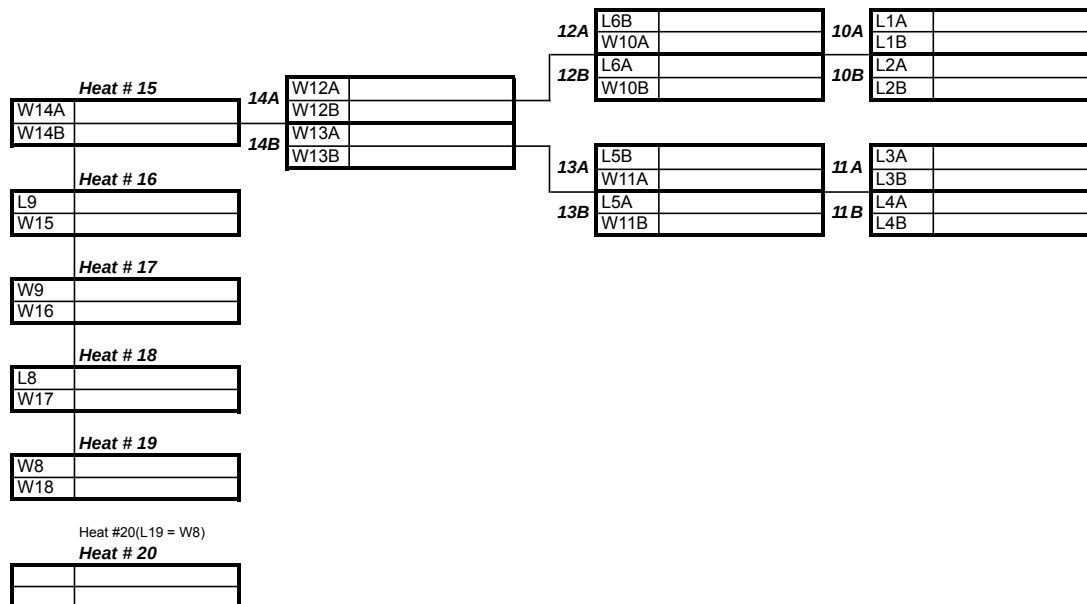 12A
L6B
W10A
12B
L6A
W10B
10A
L1A
L1B
10B
L2A
L2B
Heat # 15
W14A
W14B
14A
W12A
W12B
14B
W13A
W13B
13A
L5B
W11A
13B
L5A
W11B
11A
L3A
L3B
11B
L4A
L4B
Heat # 16
L9
W15
Heat # 17
W9
W16
Heat # 18
L8
W17
Heat # 19
W8
W18
Heat #20(L19 = W8)
Heat # 20